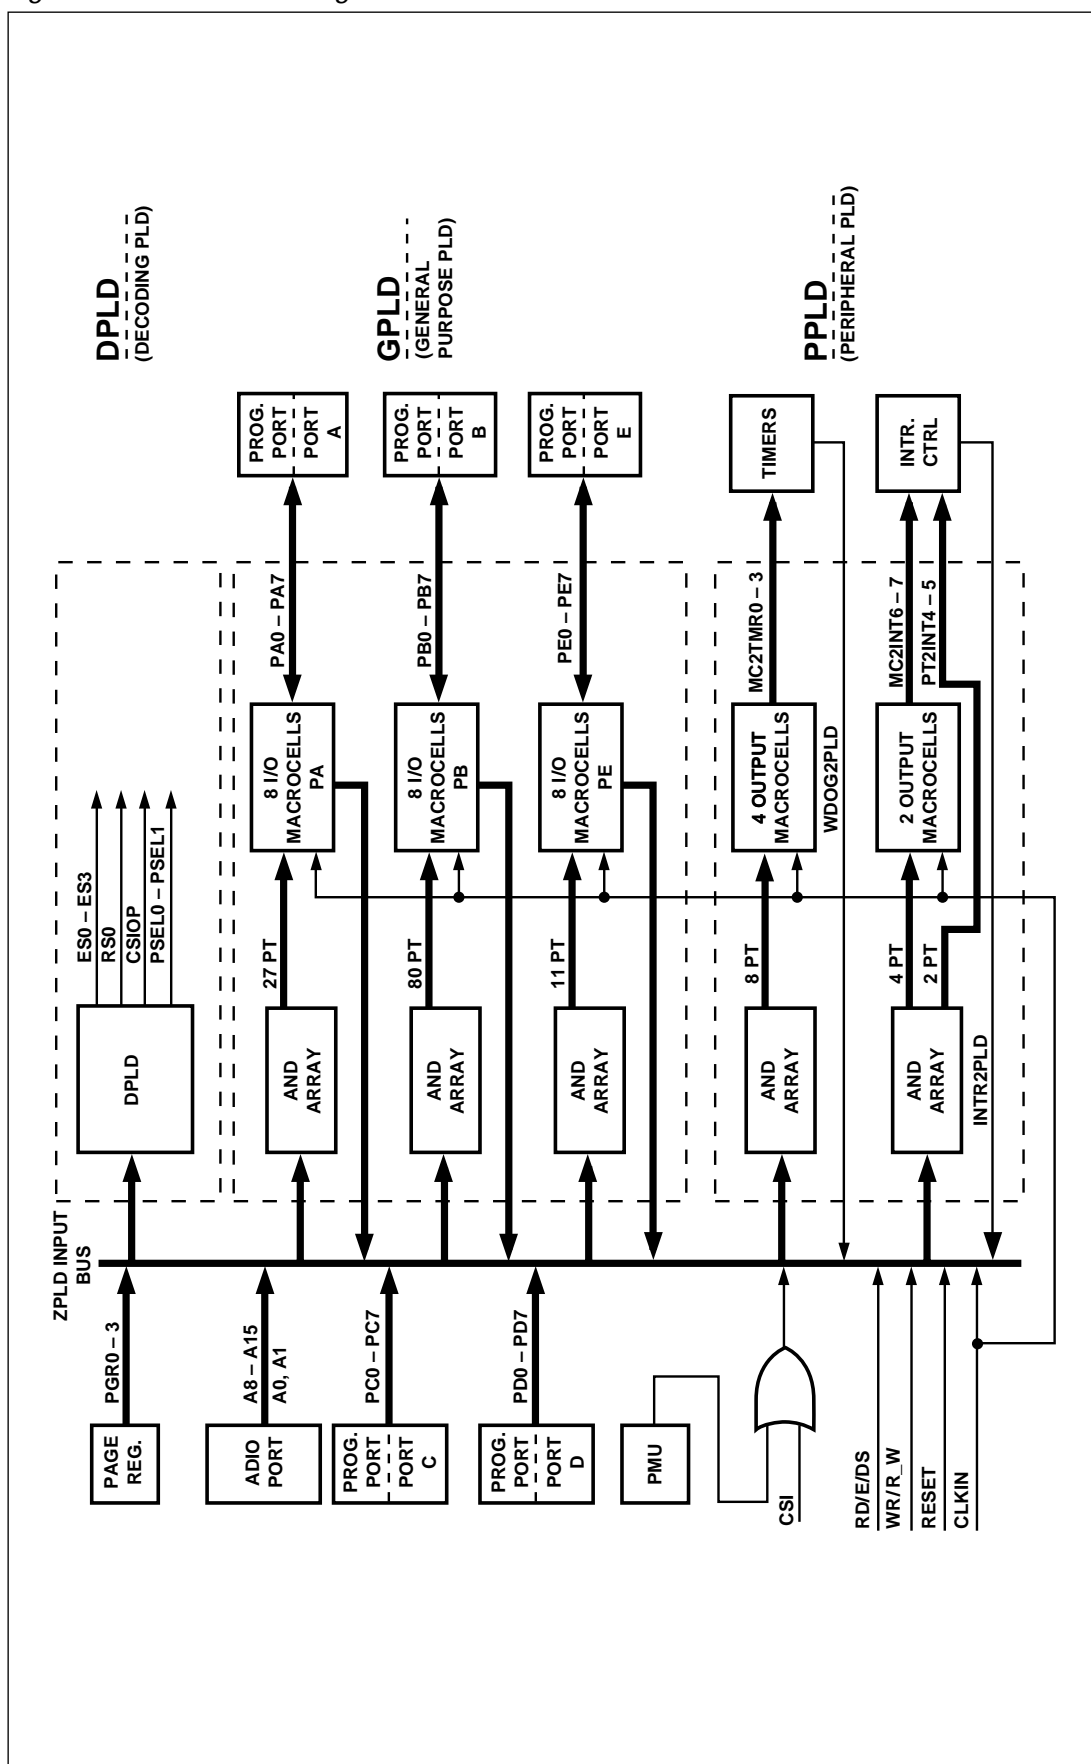 DPLD
(DECODING PLD)
GPLD
(GENERAL
PURPOSE PLD)
PPLD
(PERIPHERAL PLD)
PROG.
PORT
PORT
A
PROG.
PORT
PORT
B
PROG.
PORT
PORT
E
TIMERS
INTR.
CTRL
PA0 – PA7
PB0 – PB7
PE0 – PE7
MC2TMR0 – 3
MC2INT6 – 7
PT2INT4 – 5
8 I/O
MACROCELLS
PA
8 I/O
MACROCELLS
PB
8 I/O
MACROCELLS
PE
4 OUTPUT
MACROCELLS
WDOG2PLD
2 OUTPUT
MACROCELLS
ES0 – ES3
RS0
CSIOP
PSEL0 – PSEL1
27 PT
80 PT
11 PT
8 PT
4 PT
2 PT
DPLD
AND
ARRAY
AND
ARRAY
AND
ARRAY
AND
ARRAY
AND
ARRAY
INTR2PLD
ZPLD INPUT
BUS
PGR0 – 3
A8 – A15
A0, A1
PC0 – PC7
PD0 – PD7
PAGE
REG.
ADIO
PORT
PROG.
PORT
PORT
C
PROG.
PORT
PORT
D
PMU
CSI
RD/E/DS
WR/R_W
RESET
CLKIN